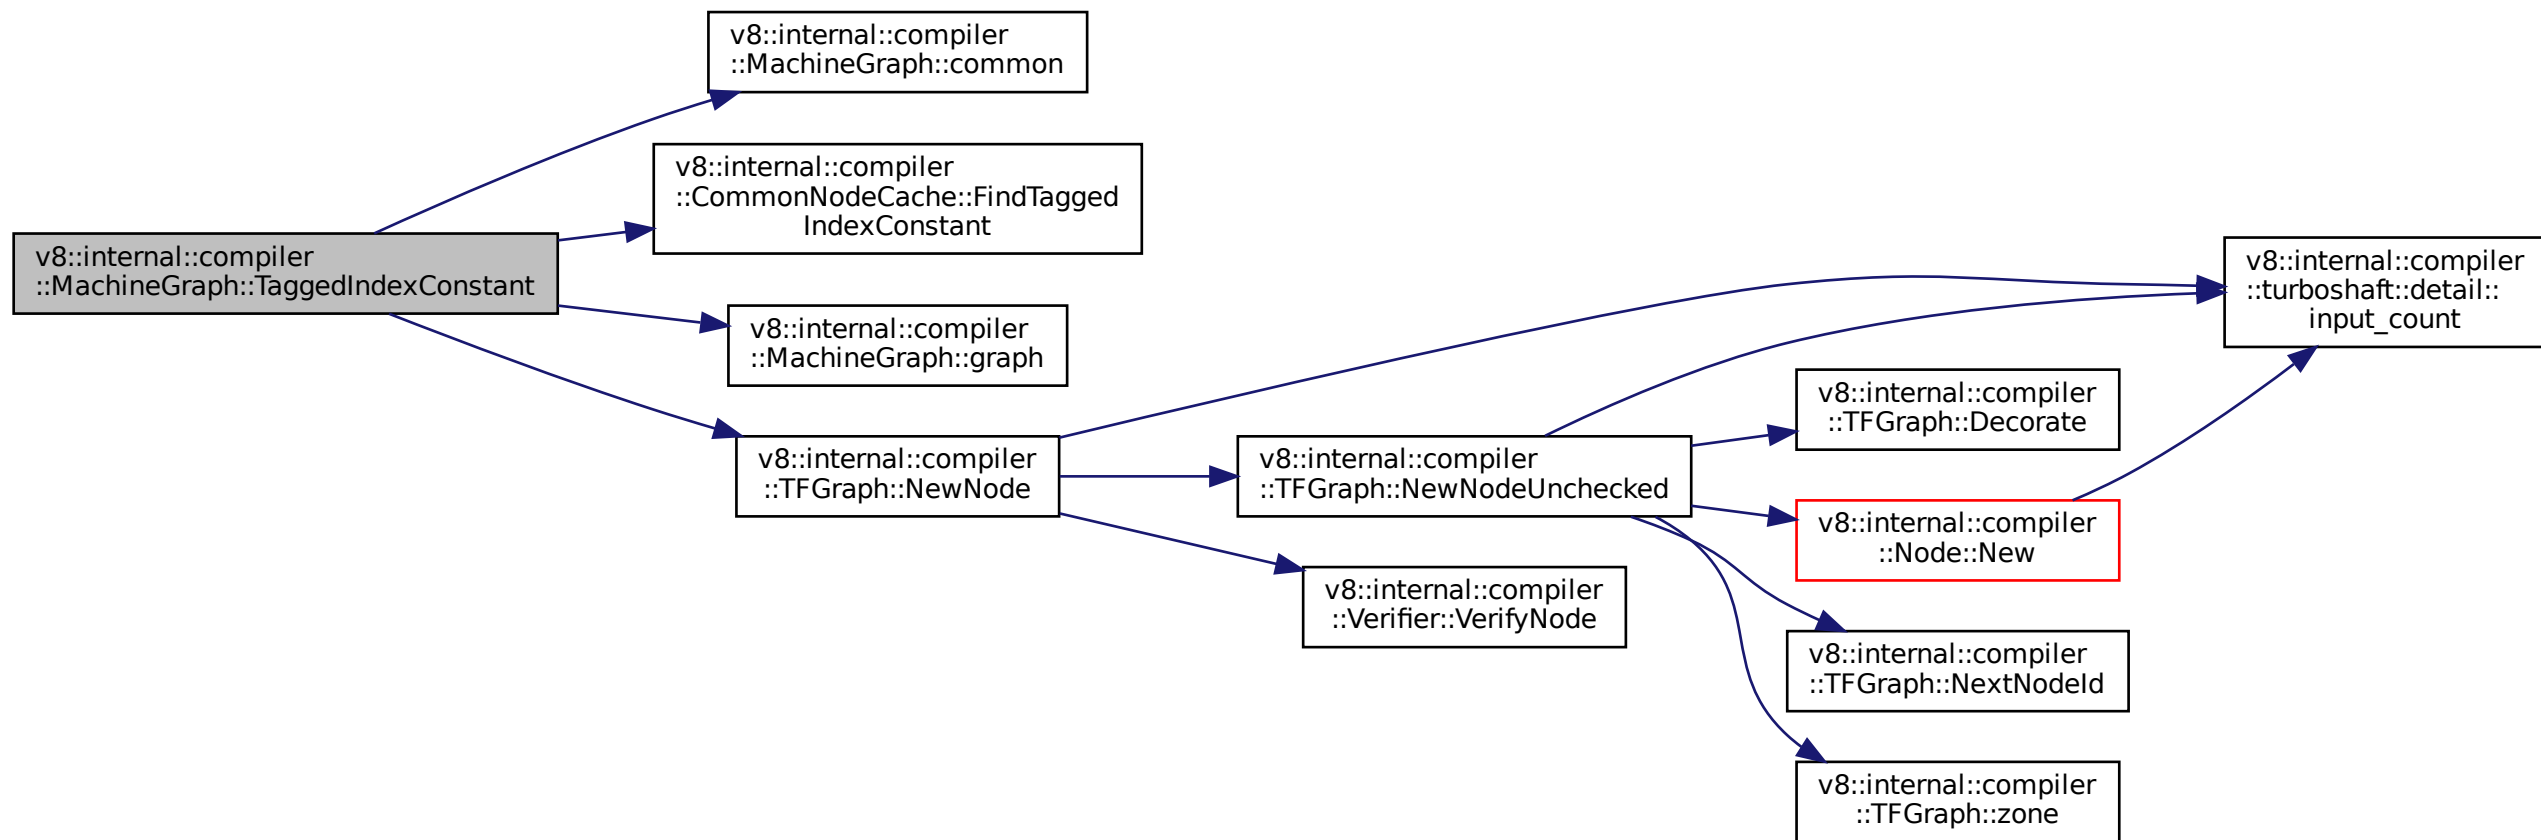 v8::internal::compiler
::MachineGraph::TaggedIndexConstant
v8::internal::compiler
::MachineGraph::common
v8::internal::compiler
::CommonNodeCache::FindTagged
IndexConstant
v8::internal::compiler
::MachineGraph::graph
v8::internal::compiler
::TFGraph::NewNode
v8::internal::compiler
::TFGraph::NewNodeUnchecked
v8::internal::compiler
::Verifier::VerifyNode
v8::internal::compiler
::turboshaft::detail::
input_count
v8::internal::compiler
::TFGraph::Decorate
v8::internal::compiler
::Node::New
v8::internal::compiler
::TFGraph::NextNodeId
v8::internal::compiler
::TFGraph::zone